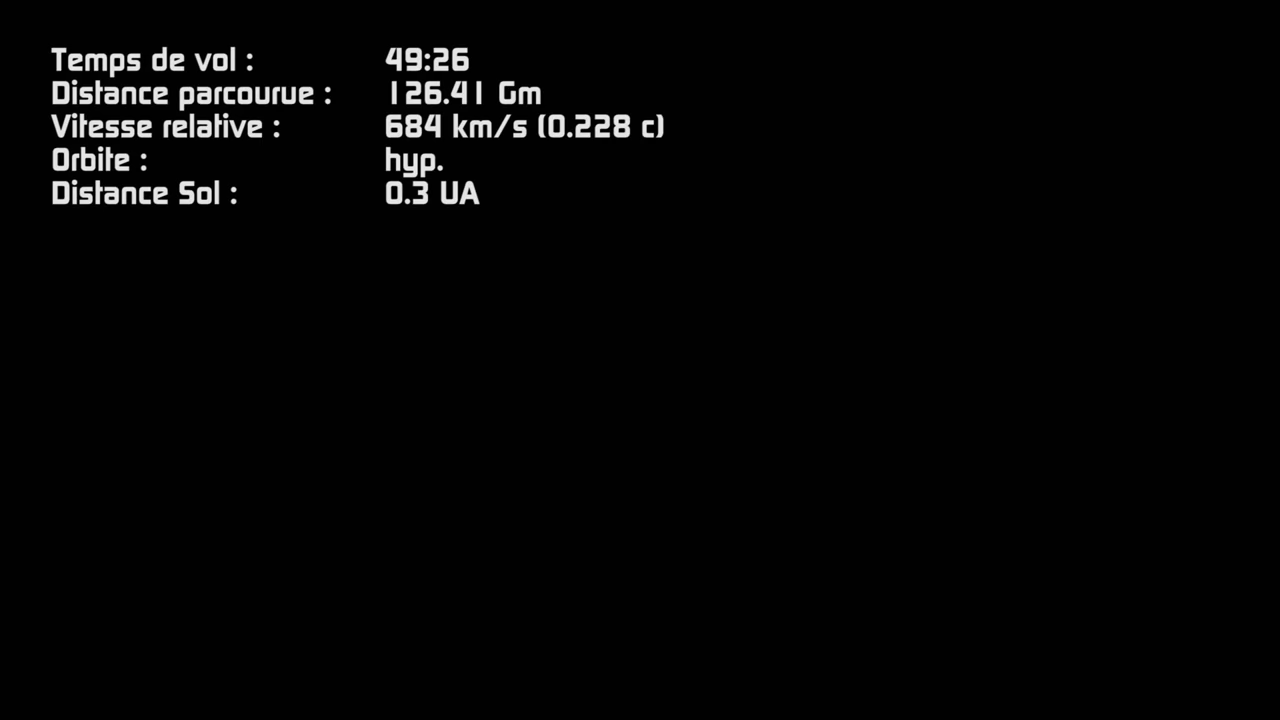 Temps de vol : 49:26
Distance parcourue : 126.41 Gm
Vitesse relative : 684 km/s (0.228 c)
Orbite : hyp.
Distance Sol : 0.3 UA